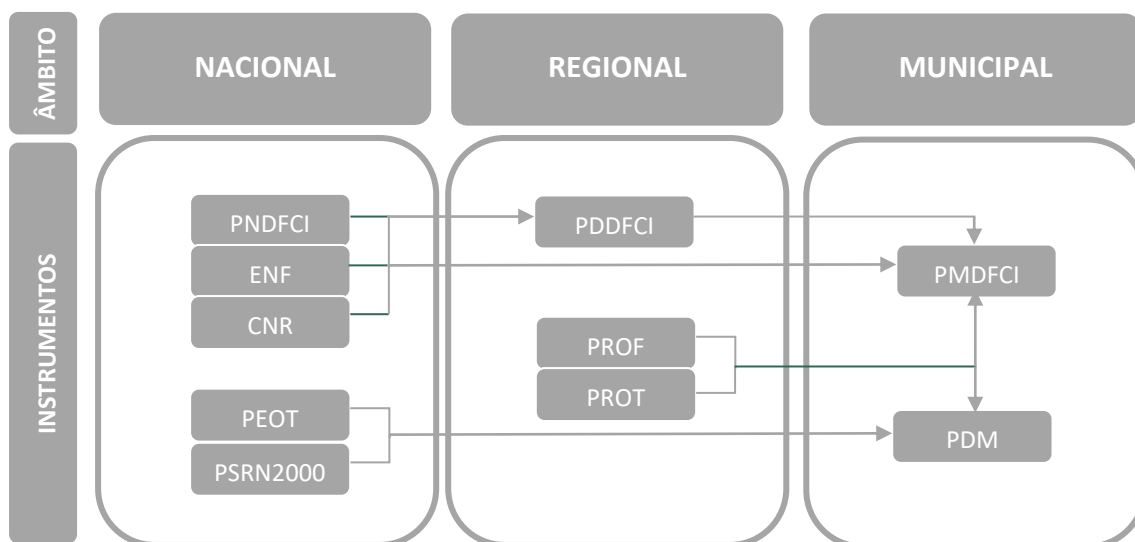 ÂMBITO
NACIONAL
REGIONAL
MUNICIPAL
INSTRUMENTOS
PNDFCI
ENF
CNR
PEOT
PSRN2000
PDDFCI
PROF
PROT
PMDFCI
PDM